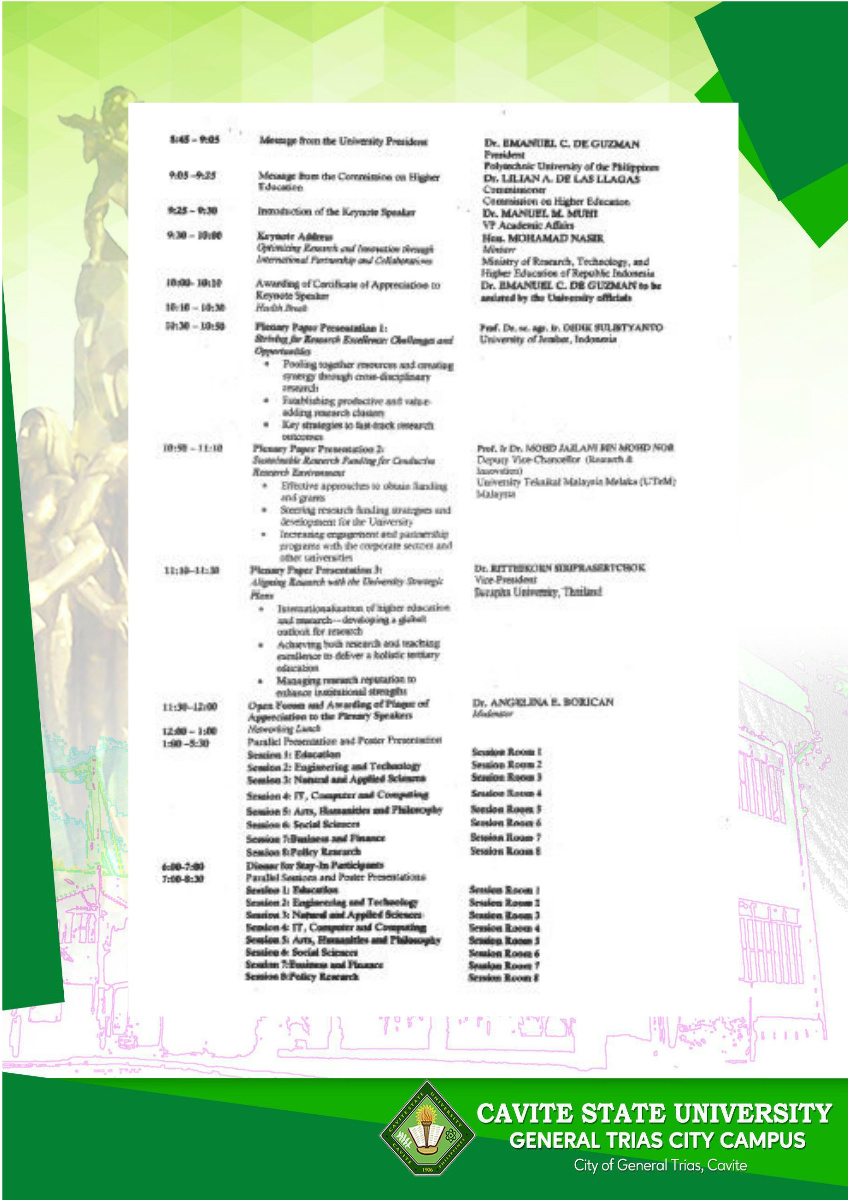 8:45 – 9:05 Message from the University President Dr. EMANUEL C. DE GUZMAN
President
Polytechnic University of the Philippines
9:05 –9:25 Message from the Commission on Higher Dr. LILIAN A. DE LAS LLAGAS
Education Commissioner
Commission on Higher Education
9:25 – 9:30 Introduction of the Keynote Speaker Dr. MANUEL M. MUHI
VP Academic Affairs
9:30 – 10:00 Keynote Address Hon. MOHAMAD NASIR
Optimizing Research and Innovation through Minister
International Partnership and Collaborations Ministry of Research, Technology, and
Higher Education of Republic Indonesia
10:00- 10:10 Awarding of Certificate of Appreciation to Dr. EMANUEL C. DE GUZMAN to be
Keynote Speaker assisted by the University officials
10:10 – 10:30 Health Break
10:30 – 10:50 Plenary Paper Presentation 1: Prof. Dr. sc. agr. Ir. DIDIK SULISTYANTO
Striving for Research Excellence: Challenges and University of Jember, Indonesia
Opportunities
• Pooling together resources and creating
synergy through cross-disciplinary
research
• Establishing productive and value-
adding research clusters
• Key strategies to fast-track research
outcomes
10:50 – 11:10 Plenary Paper Presentation 2: Prof. Ir Dr. MOHD JAILANI BIN MOHD NOR
Sustainable Research Funding for Conducive Deputy Vice-Chancellor (Research &
Research Environment Innovation)
• Effective approaches to obtain funding University Teknikal Malaysia Melaka (UTeM)
and grants Malaysia
• Steering research funding strategies and
development for the University
• Increasing engagement and partnership
programs with the corporate sectors and
other universities
11:10–11:30 Plenary Paper Presentation 3: Dr. RITTHIKORN SIRIPRASERTCHOK
Aligning Research with the University Strategic Vice-President
Plans Burapha University, Thailand
• Internationalization of higher education
and research—developing a global
outlook for research
• Achieving both research and teaching
excellence to deliver a holistic tertiary
education
• Managing research reputation to
enhance institutional strengths
11:30–12:00 Open Forum and Awarding of Plaque of Dr. ANGELINA E. BORICAN
Appreciation to the Plenary Speakers Moderator
12:00 – 1:00 Networking Lunch
1:00 –5:30 Parallel Presentation and Poster Presentation
Session 1: Education Session Room 1
Session 2: Engineering and Technology Session Room 2
Session 3: Natural and Applied Sciences Session Room 3
Session 4: IT, Computer and Computing Session Room 4
Session 5: Arts, Humanities and Philosophy Session Room 5
Session 6: Social Sciences Session Room 6
Session 7:Business and Finance Session Room 7
Session 8:Policy Research Session Room 8
6:00-7:00 Dinner for Stay-In Participants
7:00-8:30 Parallel Sessions and Poster Presentations
Session 1: Education Session Room 1
Session 2: Engineering and Technology Session Room 2
Session 3: Natural and Applied Sciences Session Room 3
Session 4: IT, Computer and Computing Session Room 4
Session 5: Arts, Humanities and Philosophy Session Room 5
Session 6: Social Sciences Session Room 6
Session 7:Business and Finance Session Room 7
Session 8:Policy Research Session Room 8
CAVITE STATE UNIVERSITY
GENERAL TRIAS CITY CAMPUS
City of General Trias, Cavite
CAVITE
1906